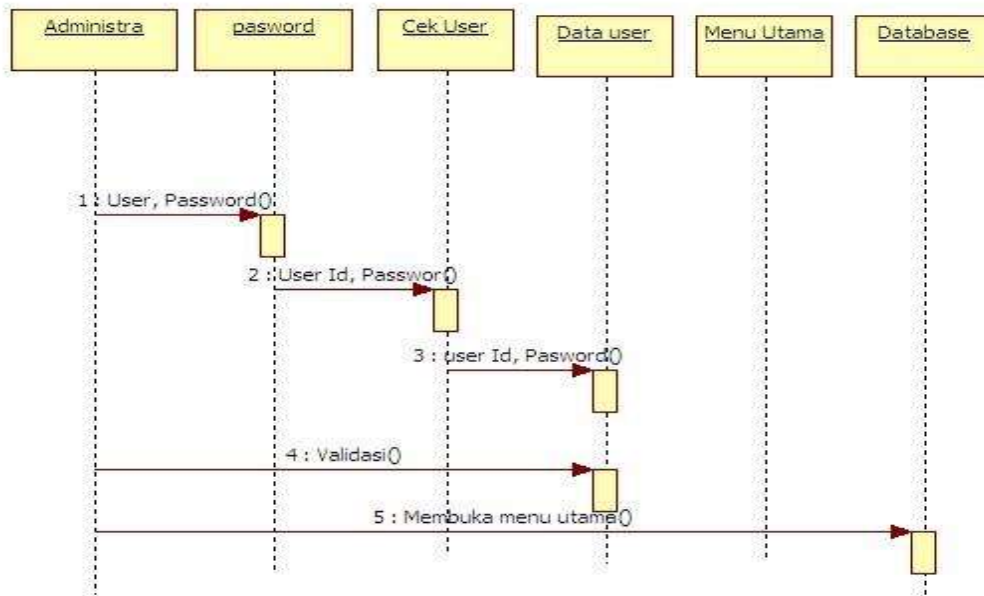 Administra
pasword
Cek User
Data user
Menu Utama
Database
1 : User, Password()
2 : User Id, Passwor()
3 : user Id, Pasword()
4 : Validasi()
5 : Membuka menu utama()